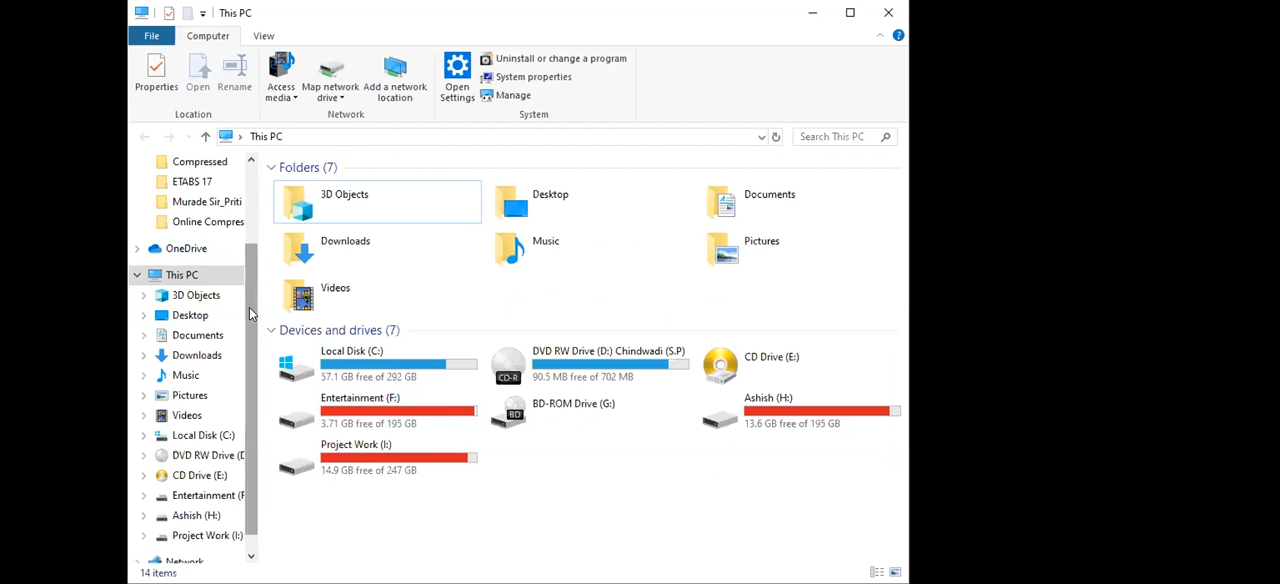 This PC
File Computer View
Properties Open Rename Access media Map network drive Add a network location Open Settings
Uninstall or change a program
System properties
Manage
Location Network System
This PC
Search This PC
Compressed
ETABS 17
Murade Sir_Priti
Online Compres
OneDrive
This PC
3D Objects
Desktop
Documents
Downloads
Music
Pictures
Videos
Local Disk (C:)
DVD RW Drive (D
CD Drive (E:)
Entertainment (F
Ashish (H:)
Project Work (I:)
Network
Folders (7)
3D Objects Desktop Documents
Downloads Music Pictures
Videos
Devices and drives (7)
Local Disk (C:)
57.1 GB free of 292 GB
DVD RW Drive (D:) Chindwadi (S.P)
90.5 MB free of 702 MB
CD-R
CD Drive (E:)
Entertainment (F:)
3.71 GB free of 195 GB
BD-ROM Drive (G:)
BD
Ashish (H:)
13.6 GB free of 195 GB
Project Work (I:)
14.9 GB free of 247 GB
14 items